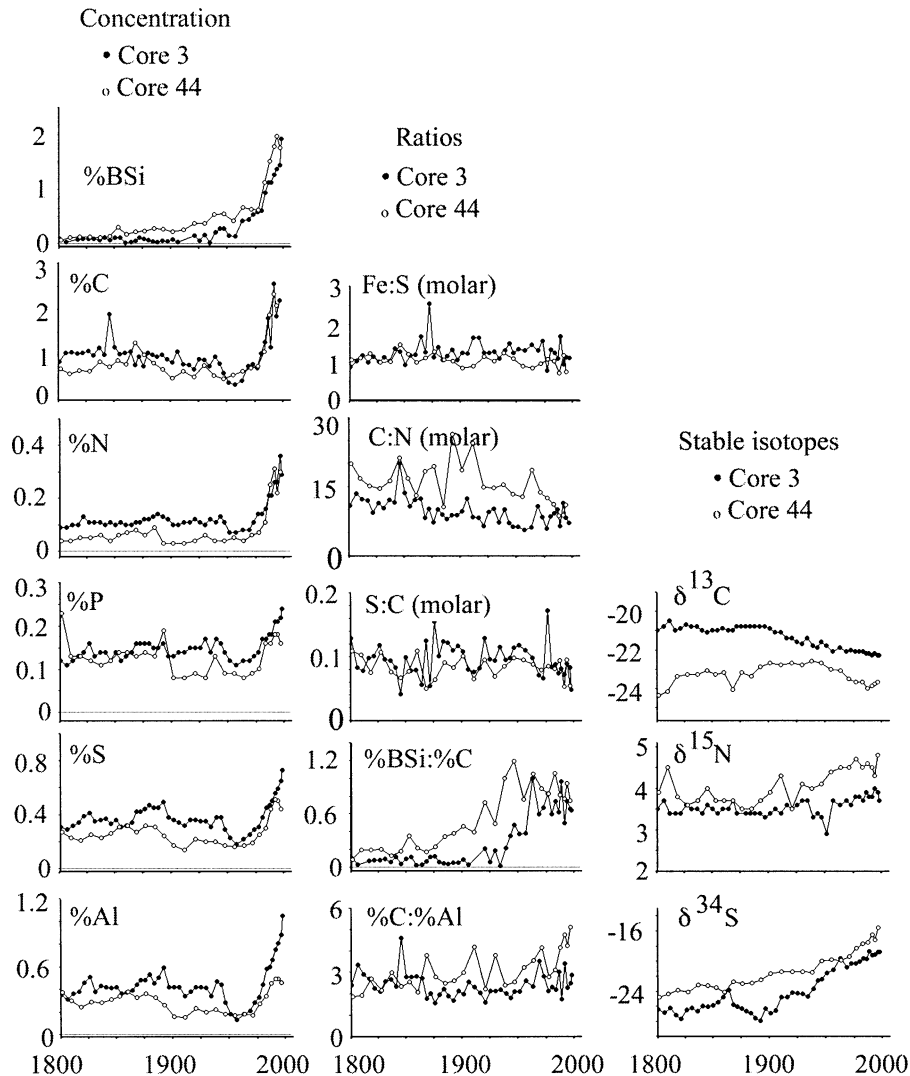 Concentration
• Core 3
o Core 44
2
1
0
%BSi
Ratios
• Core 3
o Core 44
3
2
1
0
%C
3
2
1
0
Fe:S (molar)
0.4
0.2
0
%N
30
15
0
C:N (molar)
Stable isotopes
• Core 3
o Core 44
0.3
0.2
0.1
0
%P
0.2
0.1
0
S:C (molar)
-20
-22
-24
δ13C
0.8
0.4
0
%S
1.2
0.6
0
%BSi:%C
5
4
3
2
δ15N
1.2
0.6
0
%Al
6
3
0
%C:%Al
-16
-24
δ34S
1800 1900 2000 1800 1900 2000 1800 1900 2000